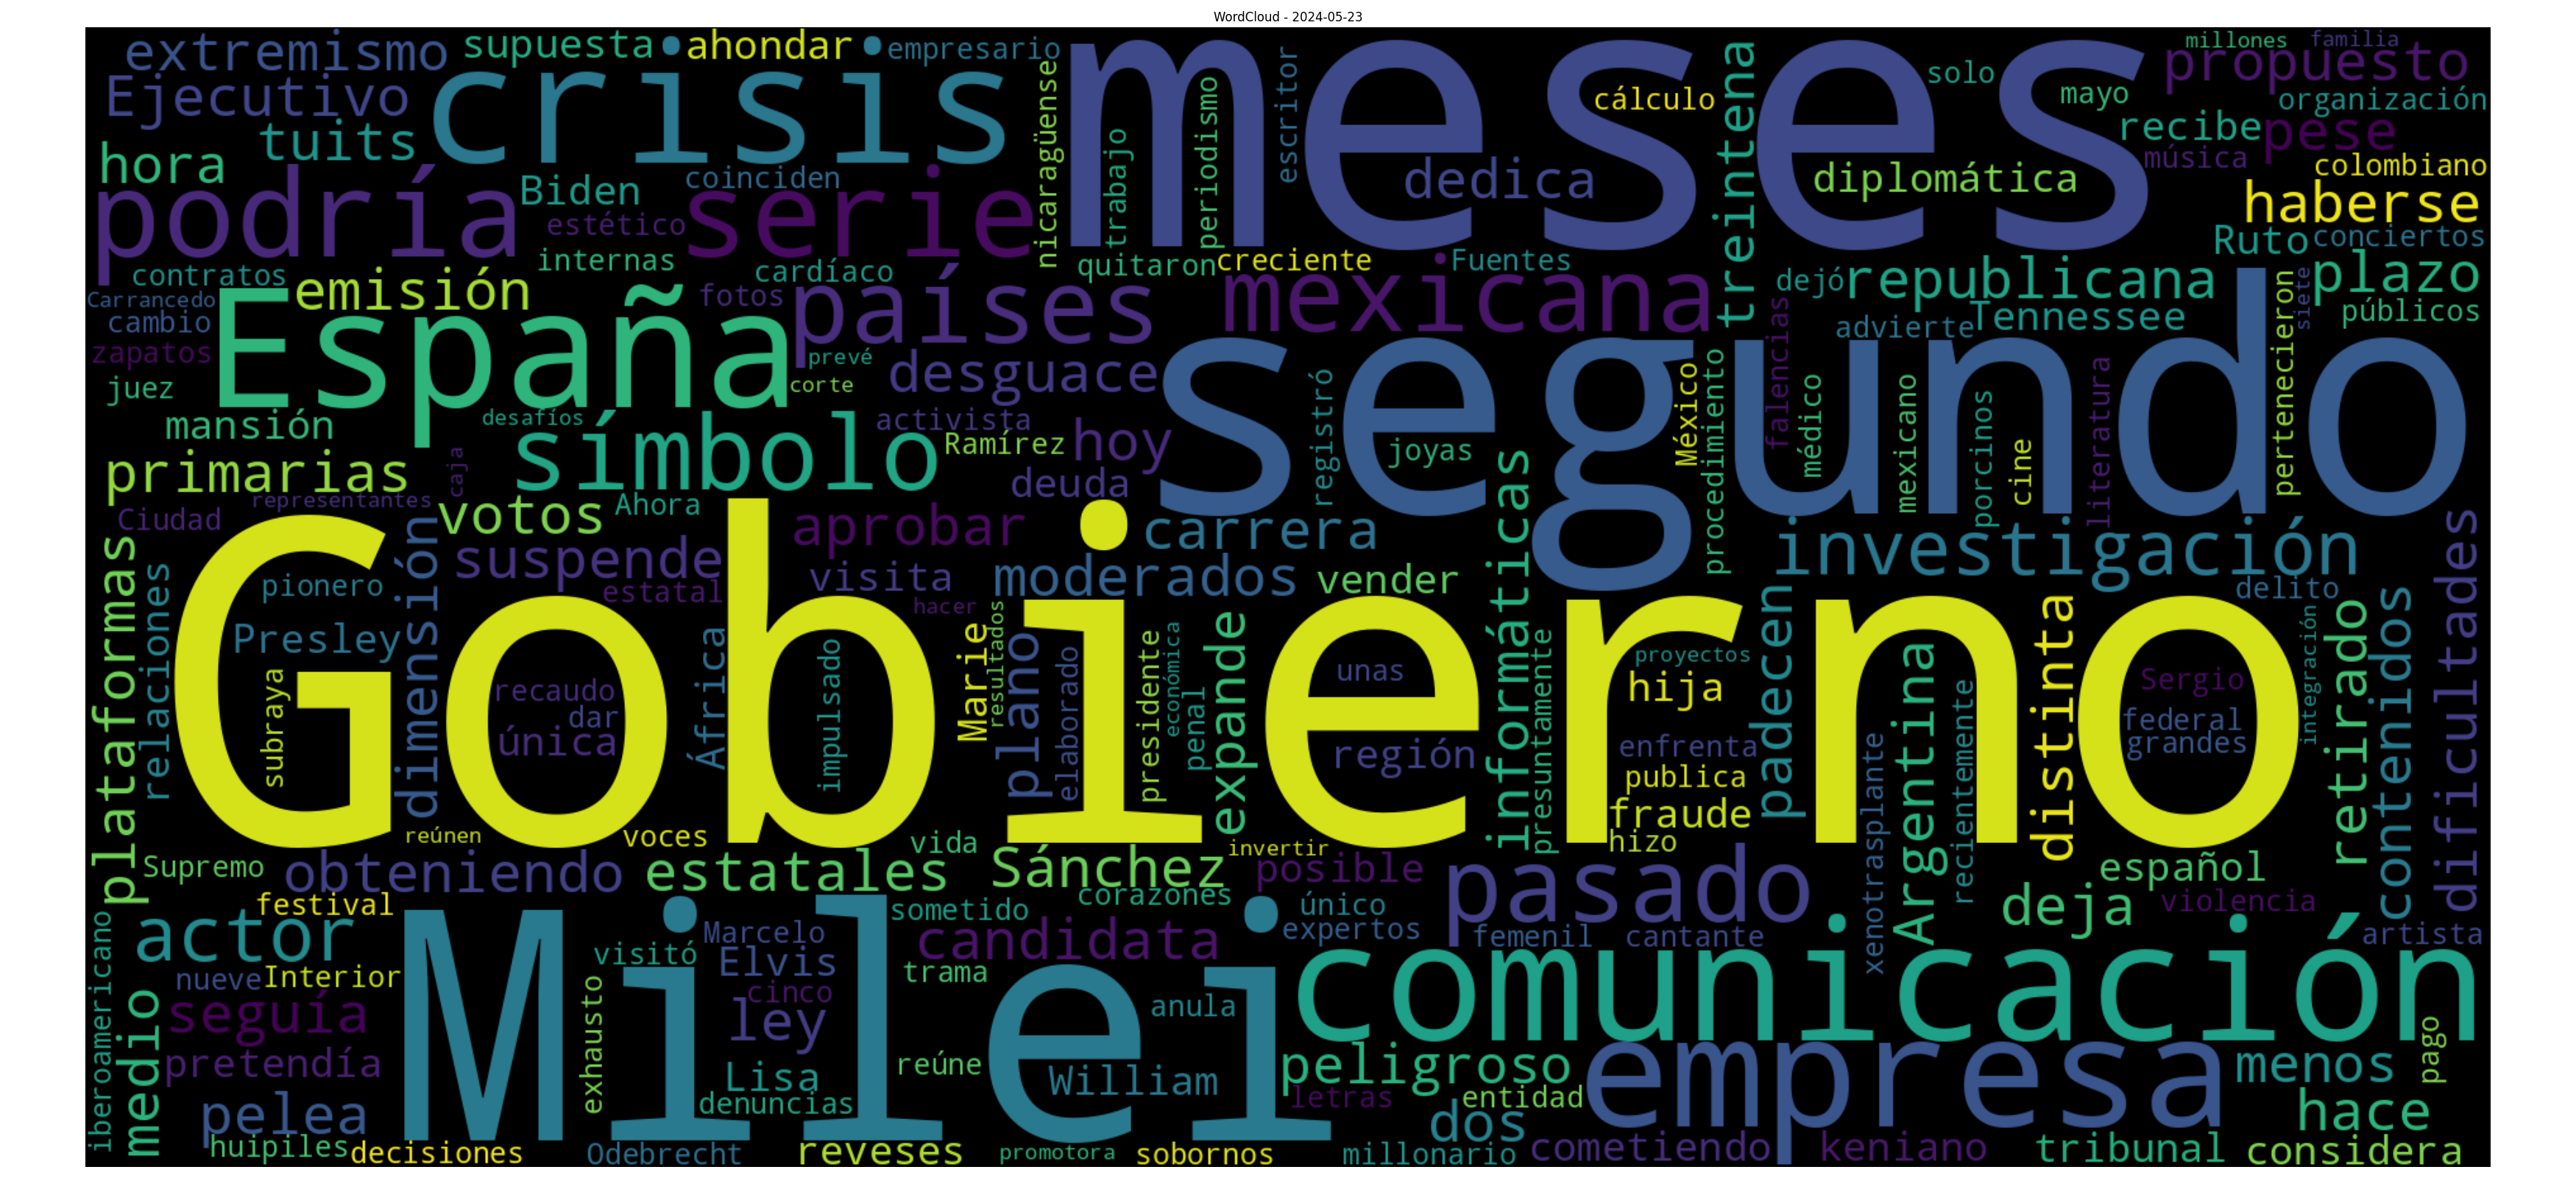 WordCloud - 2024-05-23
extremismo
supuesta
ahondar
empresario
meses
millones
familia
propuesto
Ejecutivo
crisis
nicaragüense
escritor
cálculo
treintena
solo
mayo
organización
tuits
hora
trabajo
periodismo
dedica
diplomática
recibe
pese
música
colombiano
podría
Biden
coinciden
serie
estético
haberse
contratos
internas
cardíaco
quitaron
creciente
Fuentes
Ruto
conciertos
Carrancedo
emisión
fotos
países
mexicana
dejó
republicana
siete
plazo
cambio
España
falencias
advierte
Tennessee
pertenecieron
públicos
zapatos
prevé
desguace
segundo
juez
corte
registró
México
procedimiento
médico
mexicano
porcinos
cine
literatura
mansión
desafíos
símbolo
activista
Ramírez
hoy
joyas
primarias
caja
deuda
informáticas
representantes
Ciudad
votos
Ahora
aprobar
carrera
investigación
dificultades
plataformas
relaciones
dimensión
suspende
visita
moderados
vender
pionero
estatal
hacer
padecen
delito
Gobierno
Presley
África
impulsado
Marie
resultados
plano
elaborado
presidente
económica
penal
expande
presuntamente
proyectos
hija
unas
Argentina
distinta
Sergio
integración
retirado
contenidos
subraya
recaudo
dar
única
región
enfrenta
publica
federal
grandes
recientemente
xenotrasplante
fraude
reúnen
voces
vida
invertir
hizo
Supremo
obteniendo
estatales
Sánchez
posible
pasado
español
festival
sometido
corazones
único
deja
violencia
iberoamericano
actor
Milei
visitó
Marcelo
candidata
expertos
femenil
cantante
artista
nueve
Interior
Elvis
trama
comunicación
medio
seguía
exhausto
cinco
ley
anula
pretendía
reúne
Lisa
William
peligroso
empresa
menos
pago
pelea
denuncias
letras
entidad
dos
hace
huipiles
decisiones
Odebrecht
reveses
promotora
sobornos
millonario
cometiendo
keniano
tribunal
considera